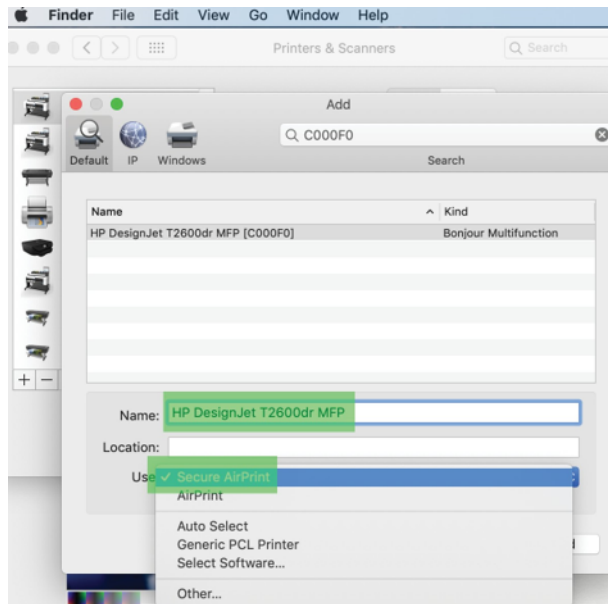 Finder File Edit View Go Window Help
Printers & Scanners
Search
Add
C000F0
Default IP Windows
Search
Name Kind
HP DesignJet T2600dr MFP [C000F0] Bonjour Multifunction
+ −
Name: HP DesignJet T2600dr MFP
Location:
Use ✓ Secure AirPrint
AirPrint
Auto Select
Generic PCL Printer
Select Software...
Other...